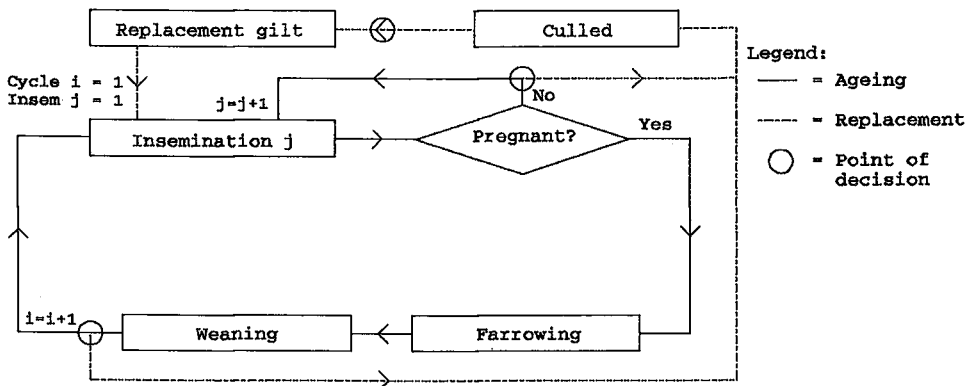 Replacement gilt
Culled
Legend:
Cycle i = 1
Insem j = 1
j=j+1
No
— = Ageing
Insemination j
Pregnant?
Yes
---- = Replacement
○ = Point of
decision
i=i+1
Weaning
Farrowing